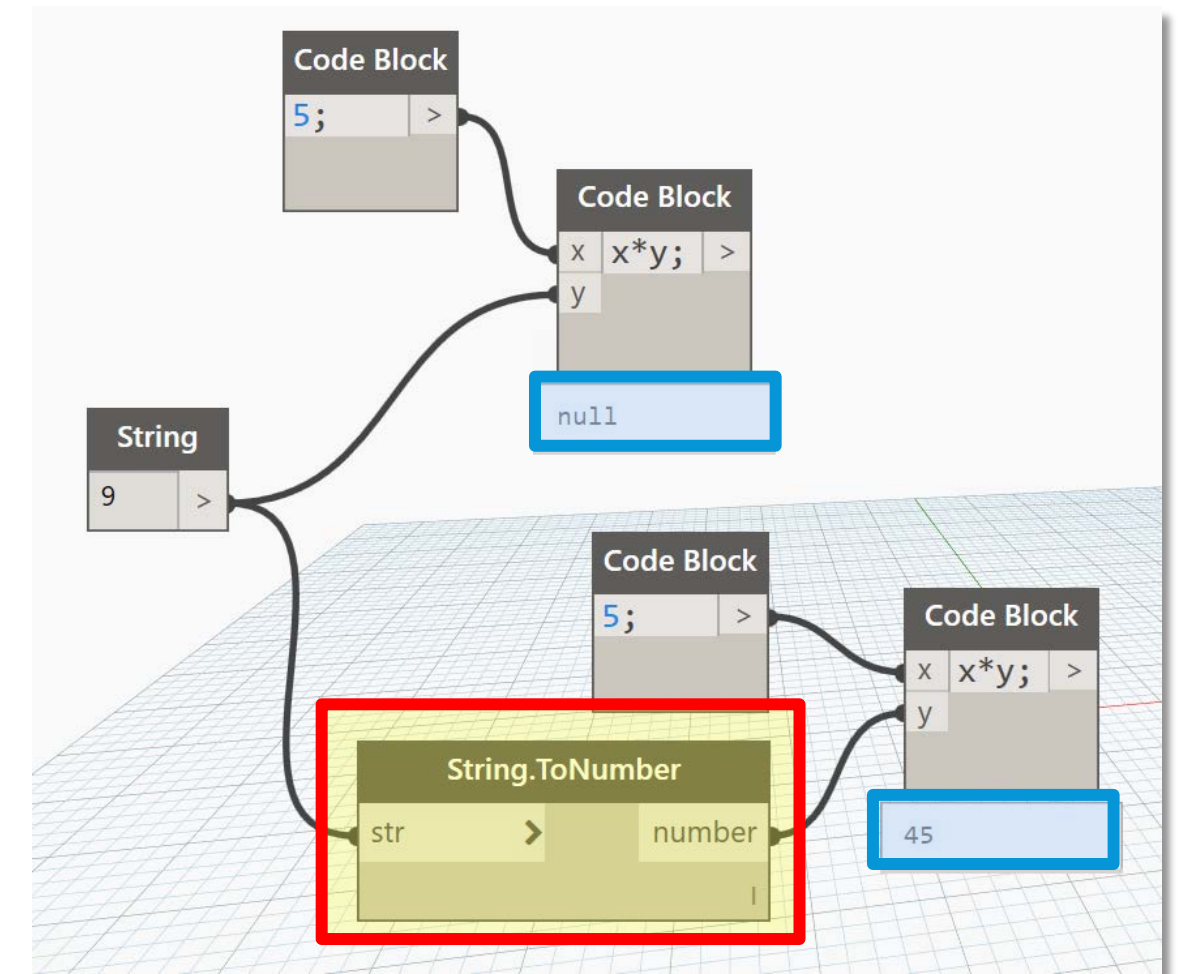 Code Block
5; >
Code Block
x x*y; >
y
null
String
9 >
Code Block
5; >
Code Block
x x*y; >
y
45
String.ToNumber
str > number
l